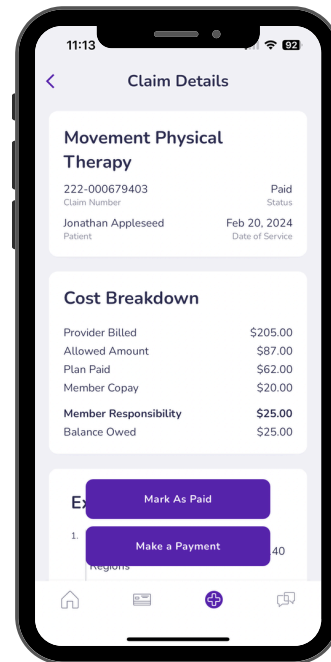 11:13
92
Claim Details
Movement Physical
Therapy
222-000679403 Paid
Claim Number Status
Jonathan Appleseed Feb 20, 2024
Patient Date of Service
Cost Breakdown
Provider Billed $205.00
Allowed Amount $87.00
Plan Paid $62.00
Member Copay $20.00
Member Responsibility $25.00
Balance Owed $25.00
Mark As Paid
1.
Make a Payment
40
Regions